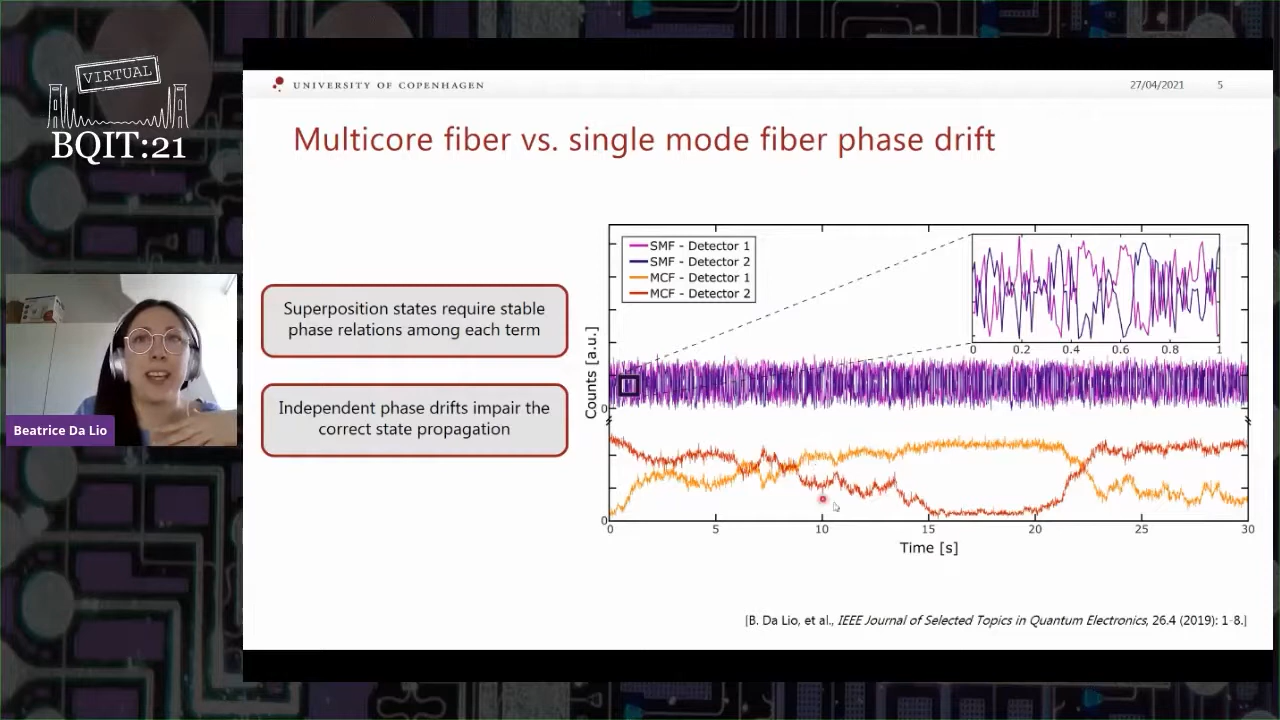 VIRTUAL
BQIT:21
UNIVERSITY OF COPENHAGEN
27/04/2021
5
Multicore fiber vs. single mode fiber phase drift
Superposition states require stable
phase relations among each term
Independent phase drifts impair the
correct state propagation
Beatrice Da Lio
SMF - Detector 1
SMF - Detector 2
MCF - Detector 1
MCF - Detector 2
0 0.2 0.4 0.6 0.8 1
Counts [a.u.]
0
0
0 5 10 15 20 25 30
Time [s]
[B. Da Lio, et al., IEEE Journal of Selected Topics in Quantum Electronics, 26.4 (2019): 1-8.]